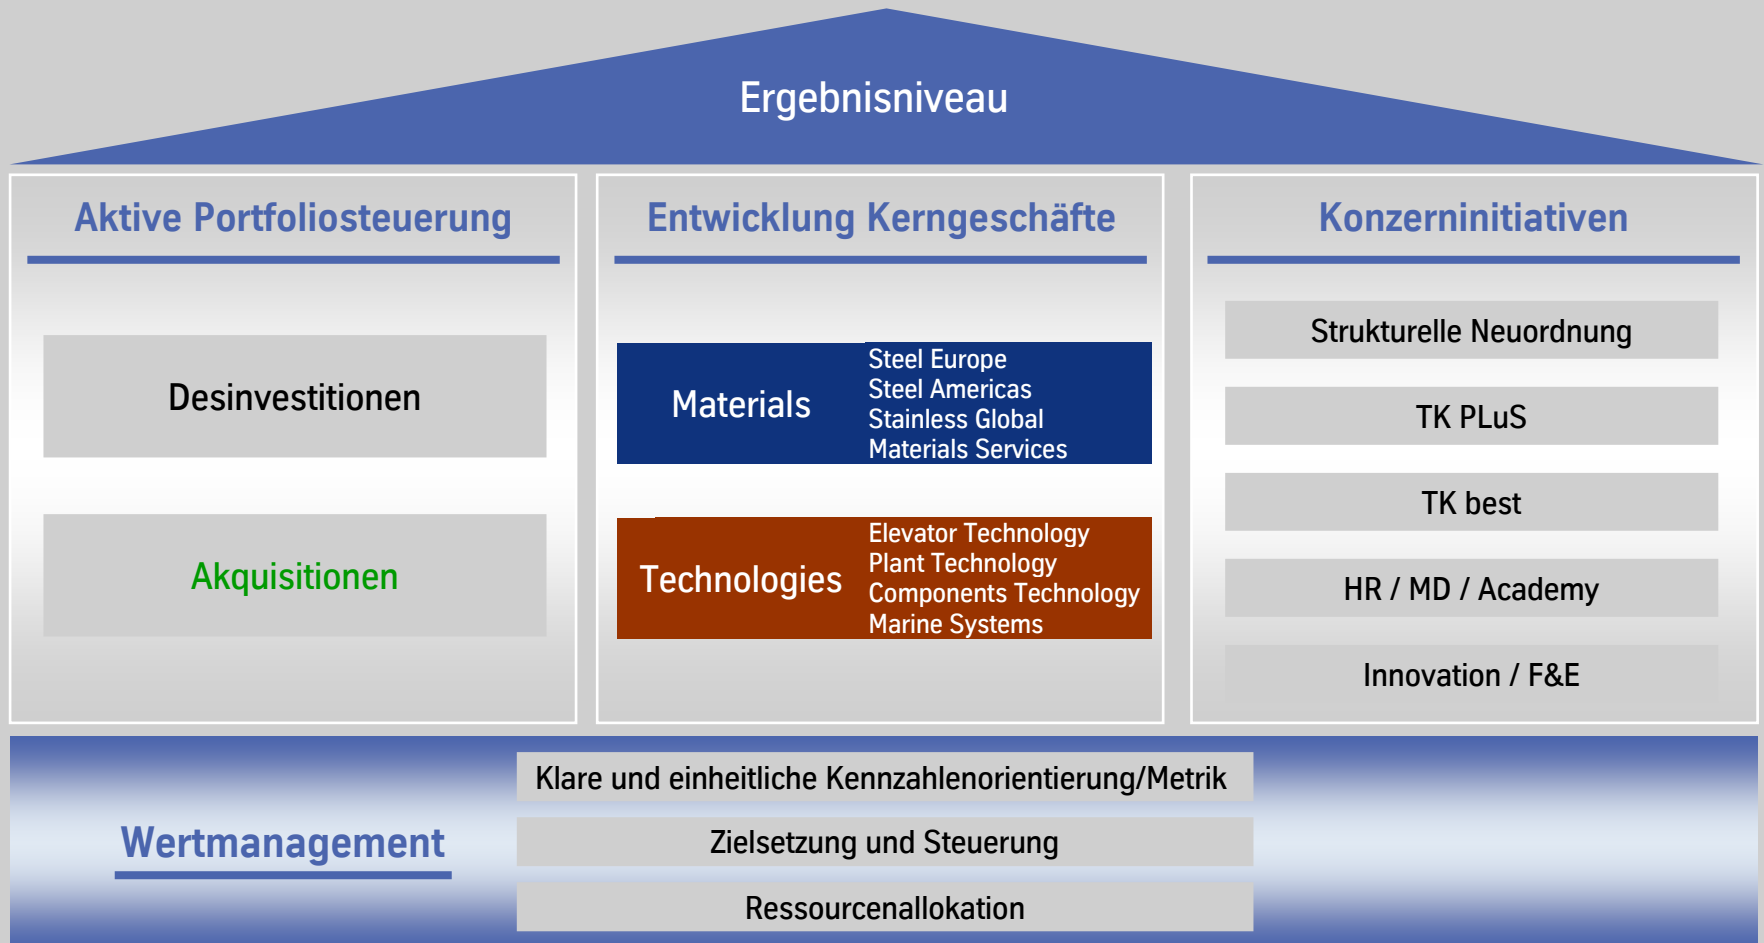 Ergebnisniveau
Aktive Portfoliosteuerung
Desinvestitionen
Akquisitionen
Entwicklung Kerngeschäfte
Materials
Steel Europe
Steel Americas
Stainless Global
Materials Services
Technologies
Elevator Technology
Plant Technology
Components Technology
Marine Systems
Konzerninitiativen
Strukturelle Neuordnung
TK PLuS
TK best
HR / MD / Academy
Innovation / F&E
Wertmanagement
Klare und einheitliche Kennzahlenorientierung/Metrik
Zielsetzung und Steuerung
Ressourcenallokation